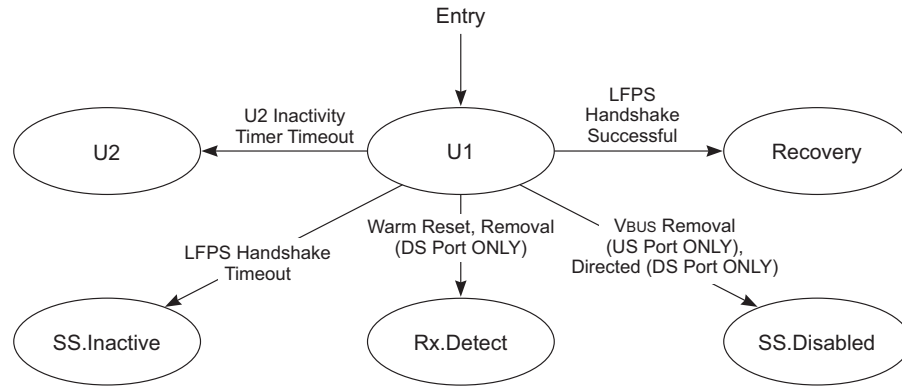 Entry
U2 Inactivity
Timer Timeout
LFPS
Handshake
Successful
U2
U1
Recovery
LFPS Handshake
Timeout
Warm Reset, Removal
(DS Port ONLY)
VBUS Removal
(US Port ONLY),
Directed (DS Port ONLY)
SS.Inactive
Rx.Detect
SS.Disabled